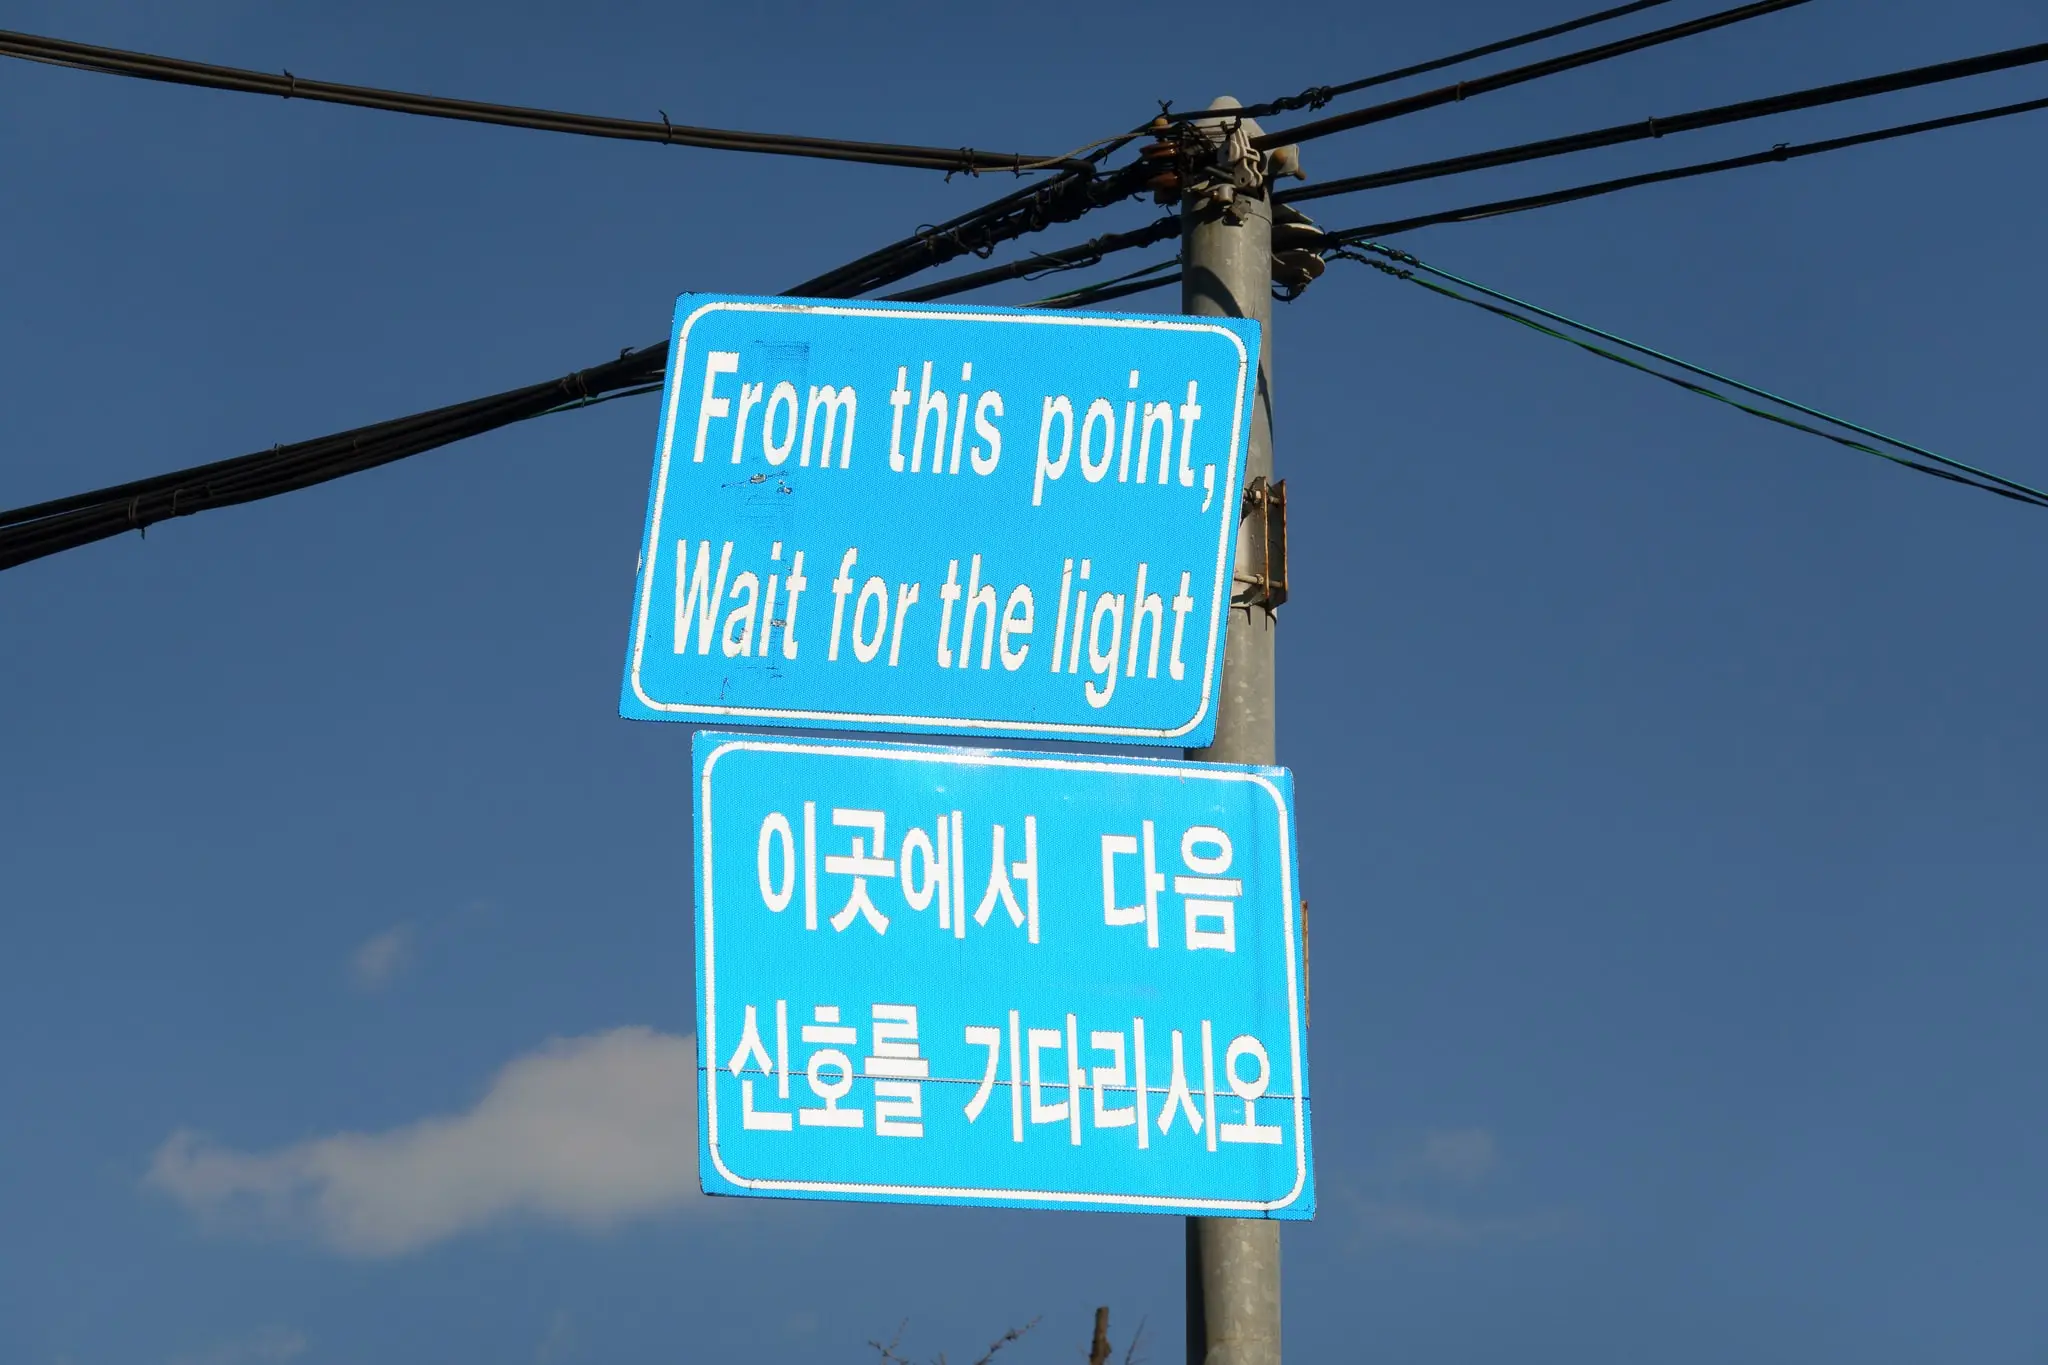 From this point,
Wait for the light
이곳에서 다음
신호를 기다리시오